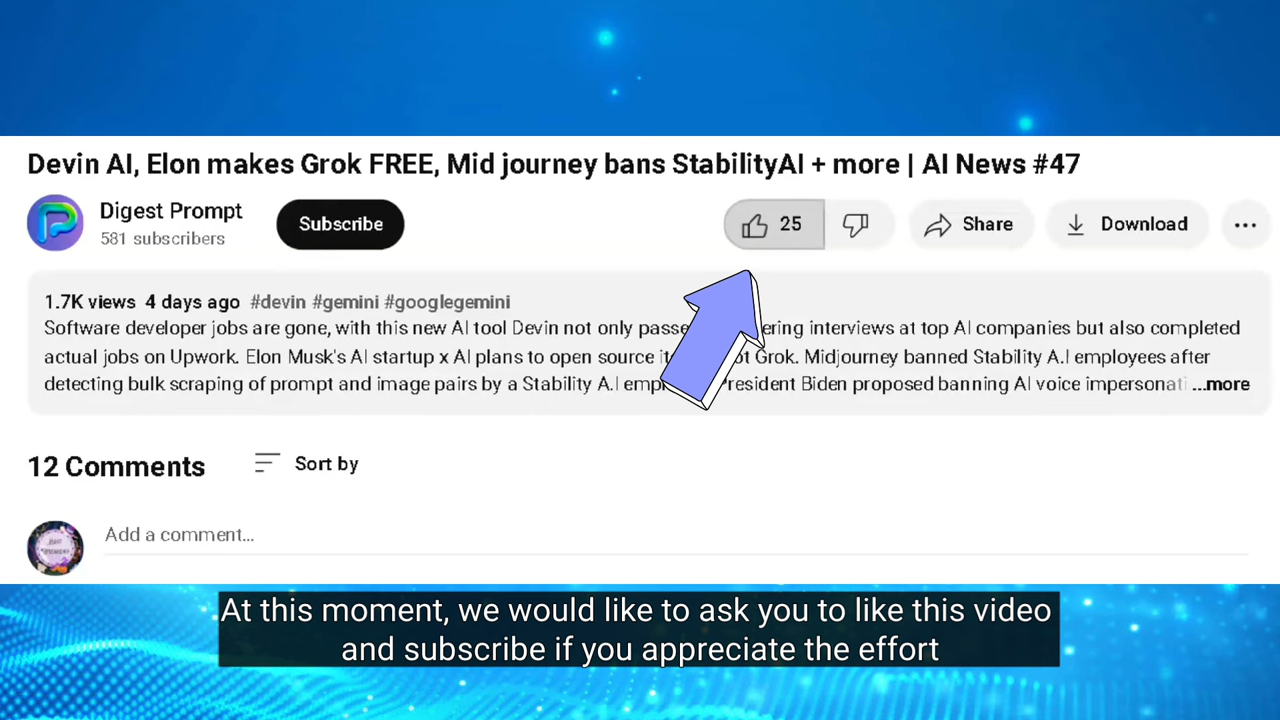 Devin AI, Elon makes Grok FREE, Mid journey bans StabilityAI + more | AI News #47
Digest Prompt
581 subscribers
Subscribe
25
Share
Download
1.7K views 4 days ago #devin #gemini #googlegemini
Software developer jobs are gone, with this new AI tool Devin not only interviews at top AI companies but also completed
actual jobs on Upwork. Elon Musk's AI startup x AI plans to open source Grok. Midjourney banned Stability A.I employees after
detecting bulk scraping of prompt and image pairs by a Stability A.I President Biden proposed banning AI voice ...more
12 Comments
Sort by
Add a comment...
At this moment, we would like to ask you to like this video
and subscribe if you appreciate the effort